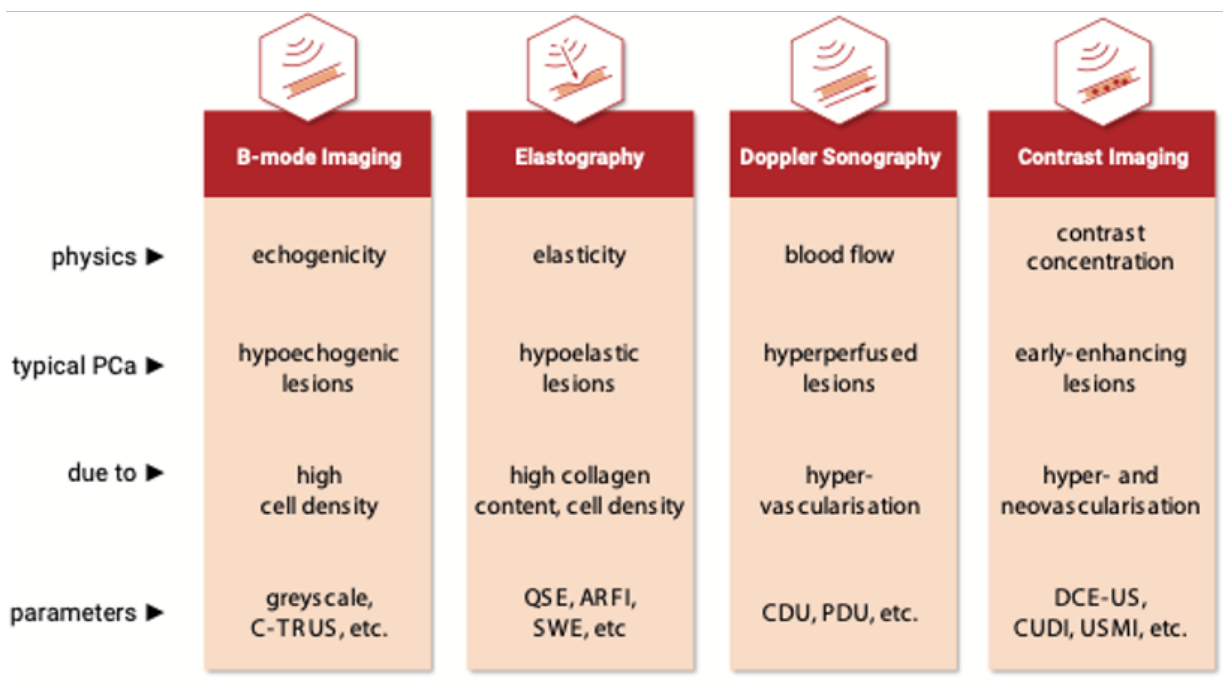 B-mode Imaging
Elastography
Doppler Sonography
Contrast Imaging
physics ►
echogenicity
elasticity
blood flow
contrast
concentration
typical PCa ►
hypoechogenic
lesions
hypoelastic
lesions
hyperperfused
lesions
early-enhancing
lesions
due to ►
high
cell density
high collagen
content, cell density
hyper-
vascularisation
hyper- and
neovascularisation
parameters ►
greyscale,
C-TRUS, etc.
QSE, ARFI,
SWE, etc
CDU, PDU, etc.
DCE-US,
CUDI, USMI, etc.